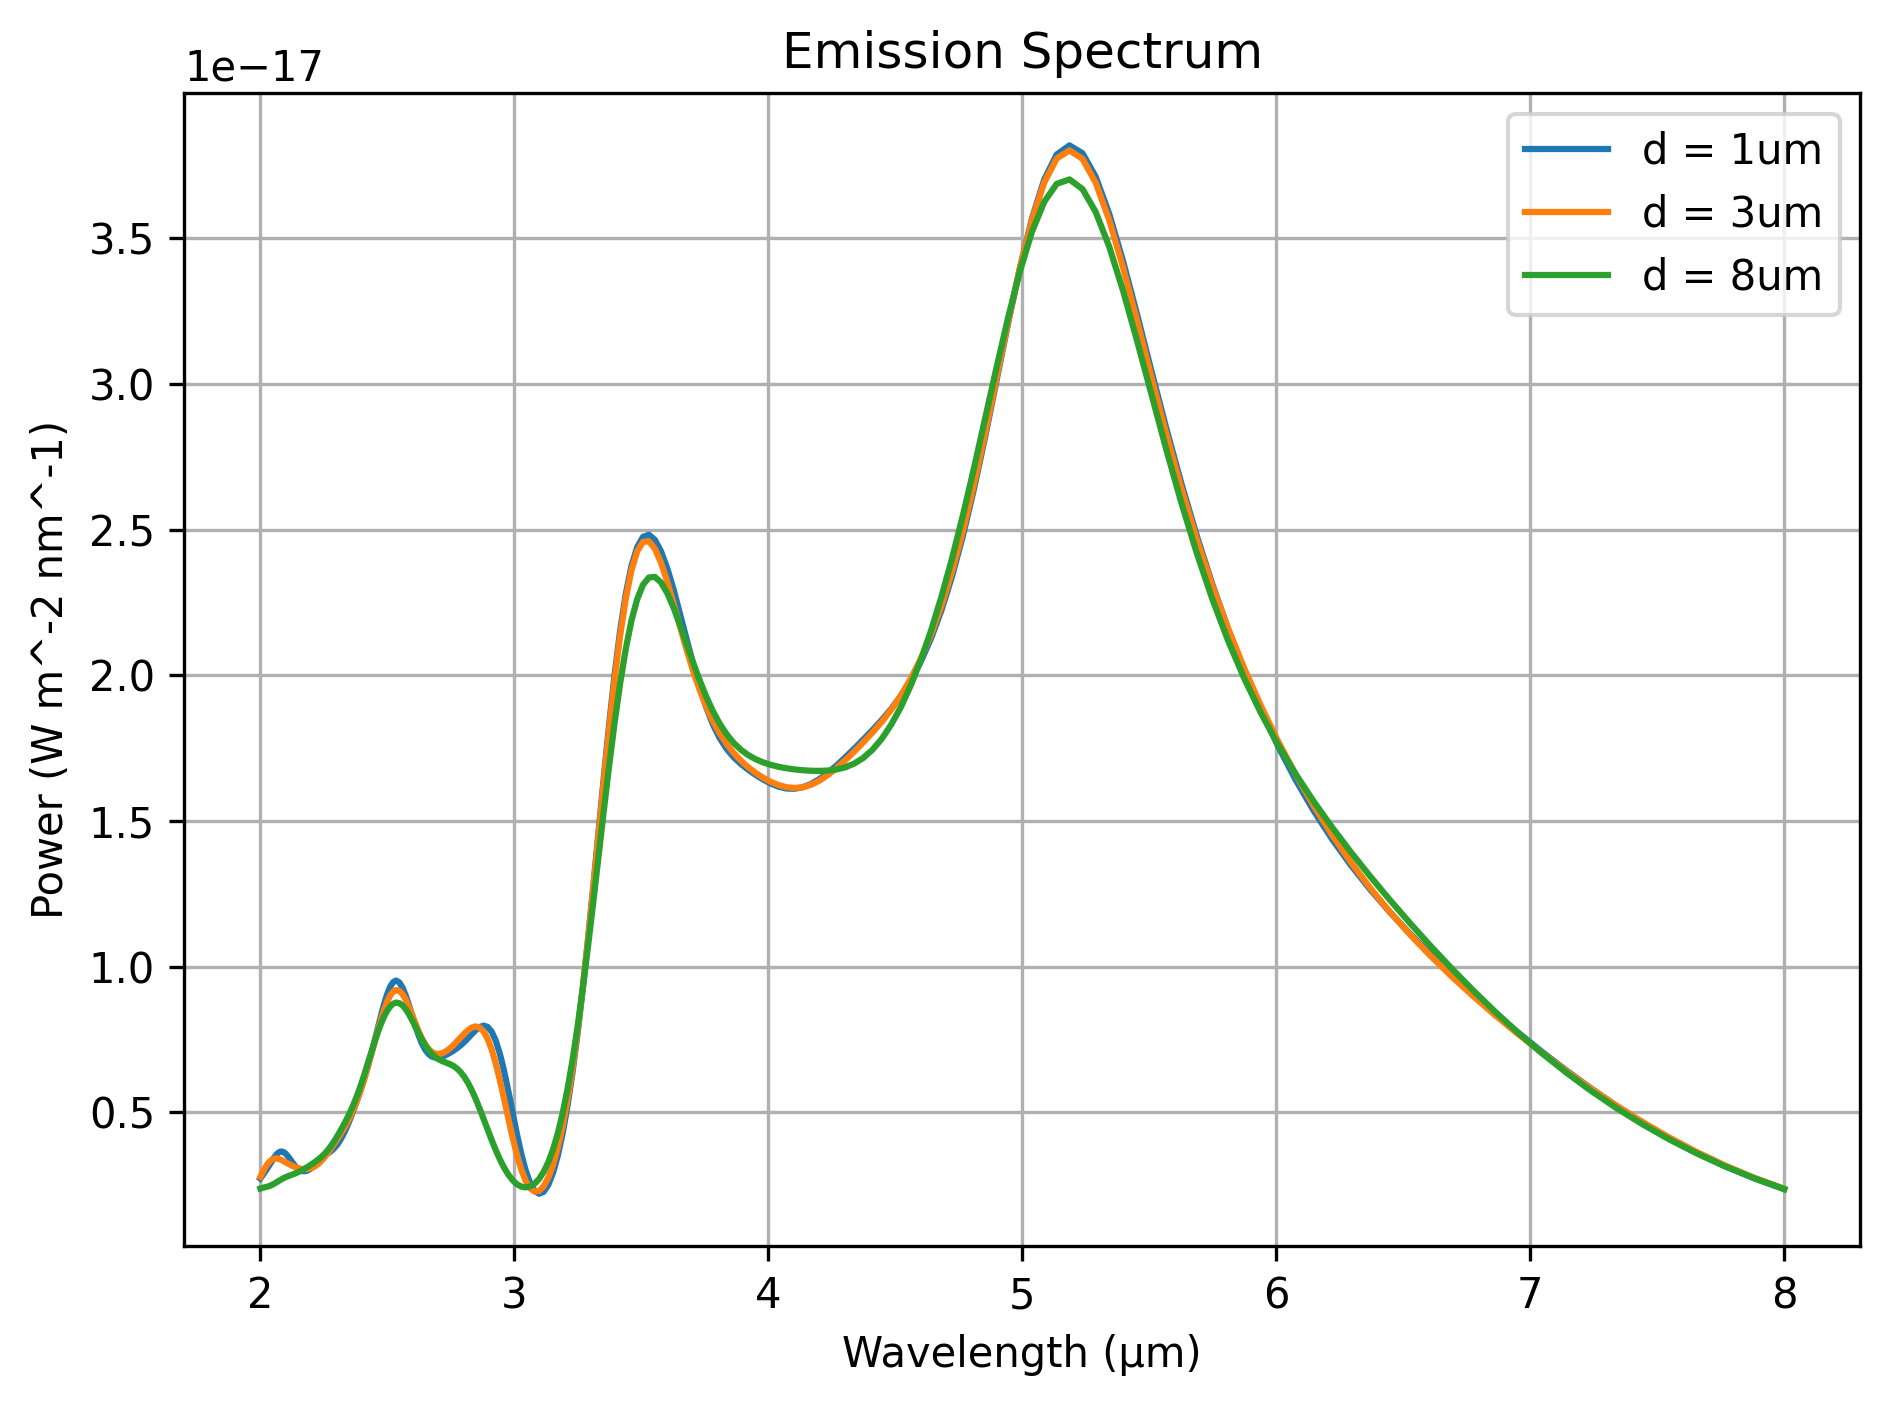 Emission Spectrum
1e−17
d = 1um
d = 3um
d = 8um
3.5
3.0
2.5
2.0
1.5
1.0
0.5
Power (W m^-2 nm^-1)
2 3 4 5 6 7 8
Wavelength (μm)